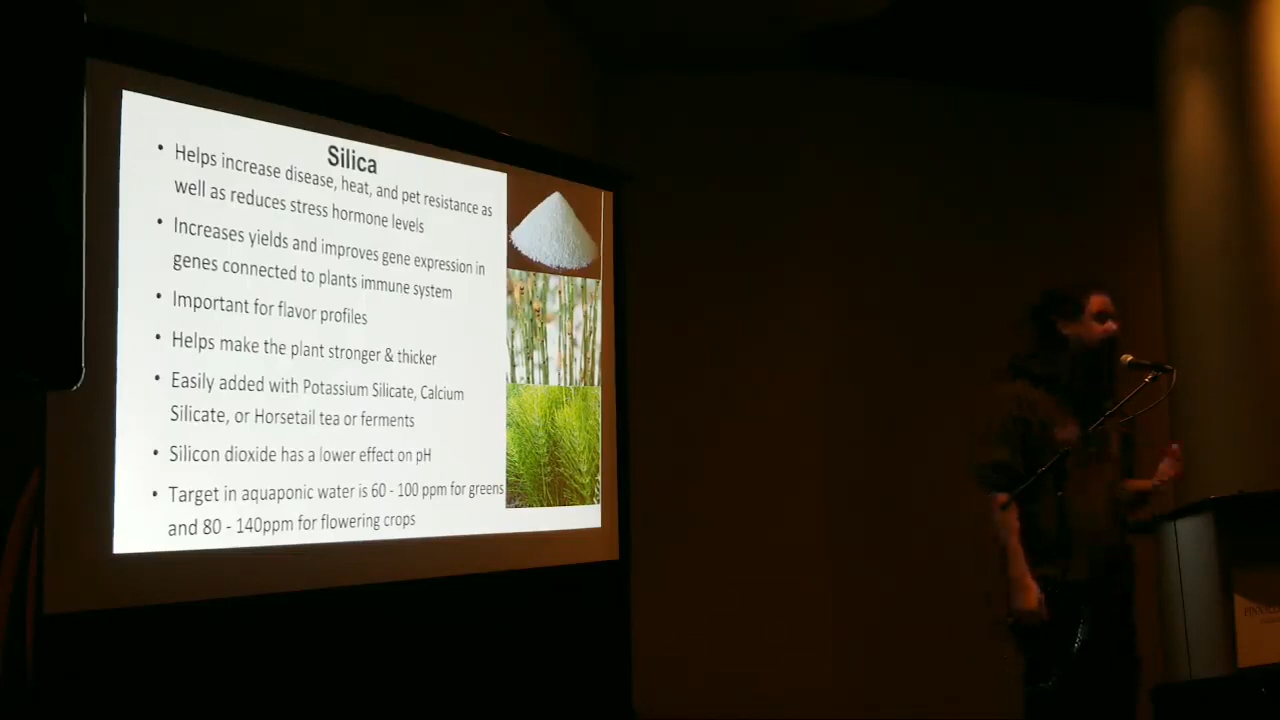 Silica
• Helps increase disease, heat, and pet resistance as
well as reduces stress hormone levels
• Increases yields and improves gene expression in
genes connected to plants immune system
• Important for flavor profiles
• Helps make the plant stronger & thicker
• Easily added with Potassium Silicate, Calcium
Silicate, or Horsetail tea or ferments
• Silicon dioxide has a lower effect on pH
• Target in aquaponic water is 60 - 100 ppm for greens
and 80 - 140ppm for flowering crops